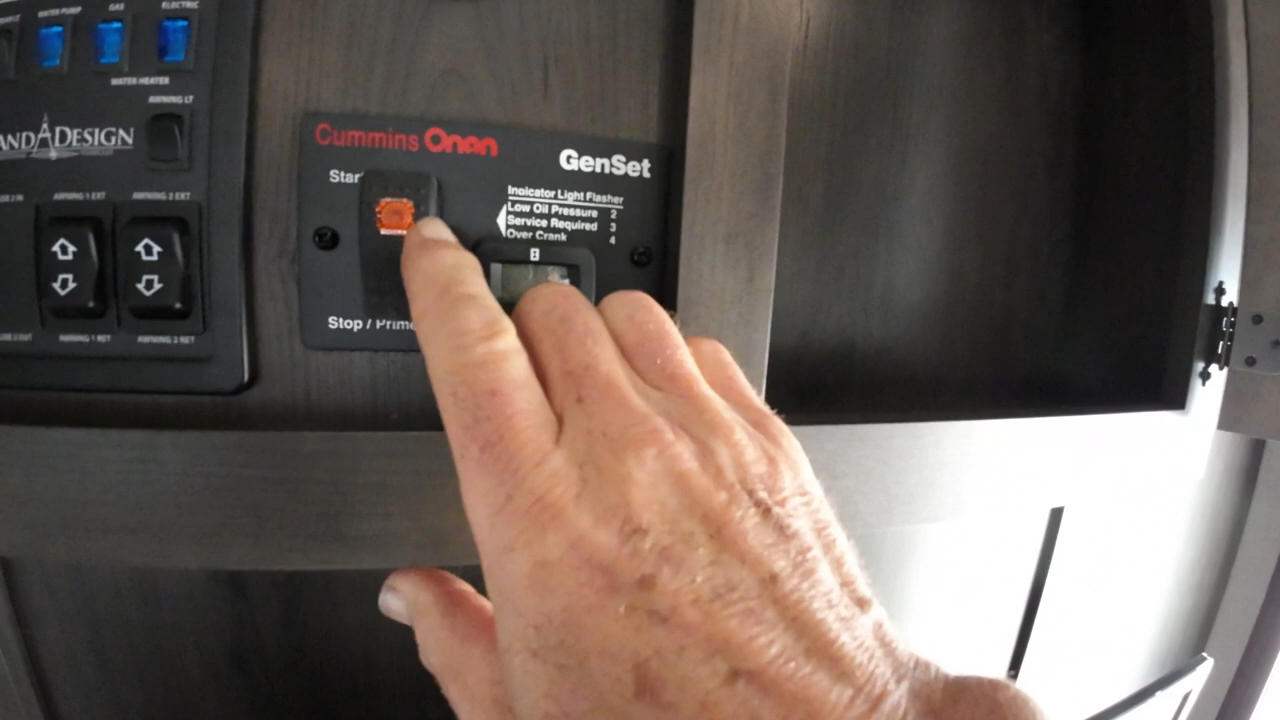 WATER PUMP
GAS
ELECTRIC
WATER HEATER
AWNING LT
ANDADESIGN
AWNING 1 EXT
AWNING 2 EXT
AWNING 1 RET
AWNING 2 RET
Cummins Onan
GenSet
Star
Indicator Light Flasher
Low Oil Pressure 2
Service Required 3
Over Crank 4
Stop / Prime